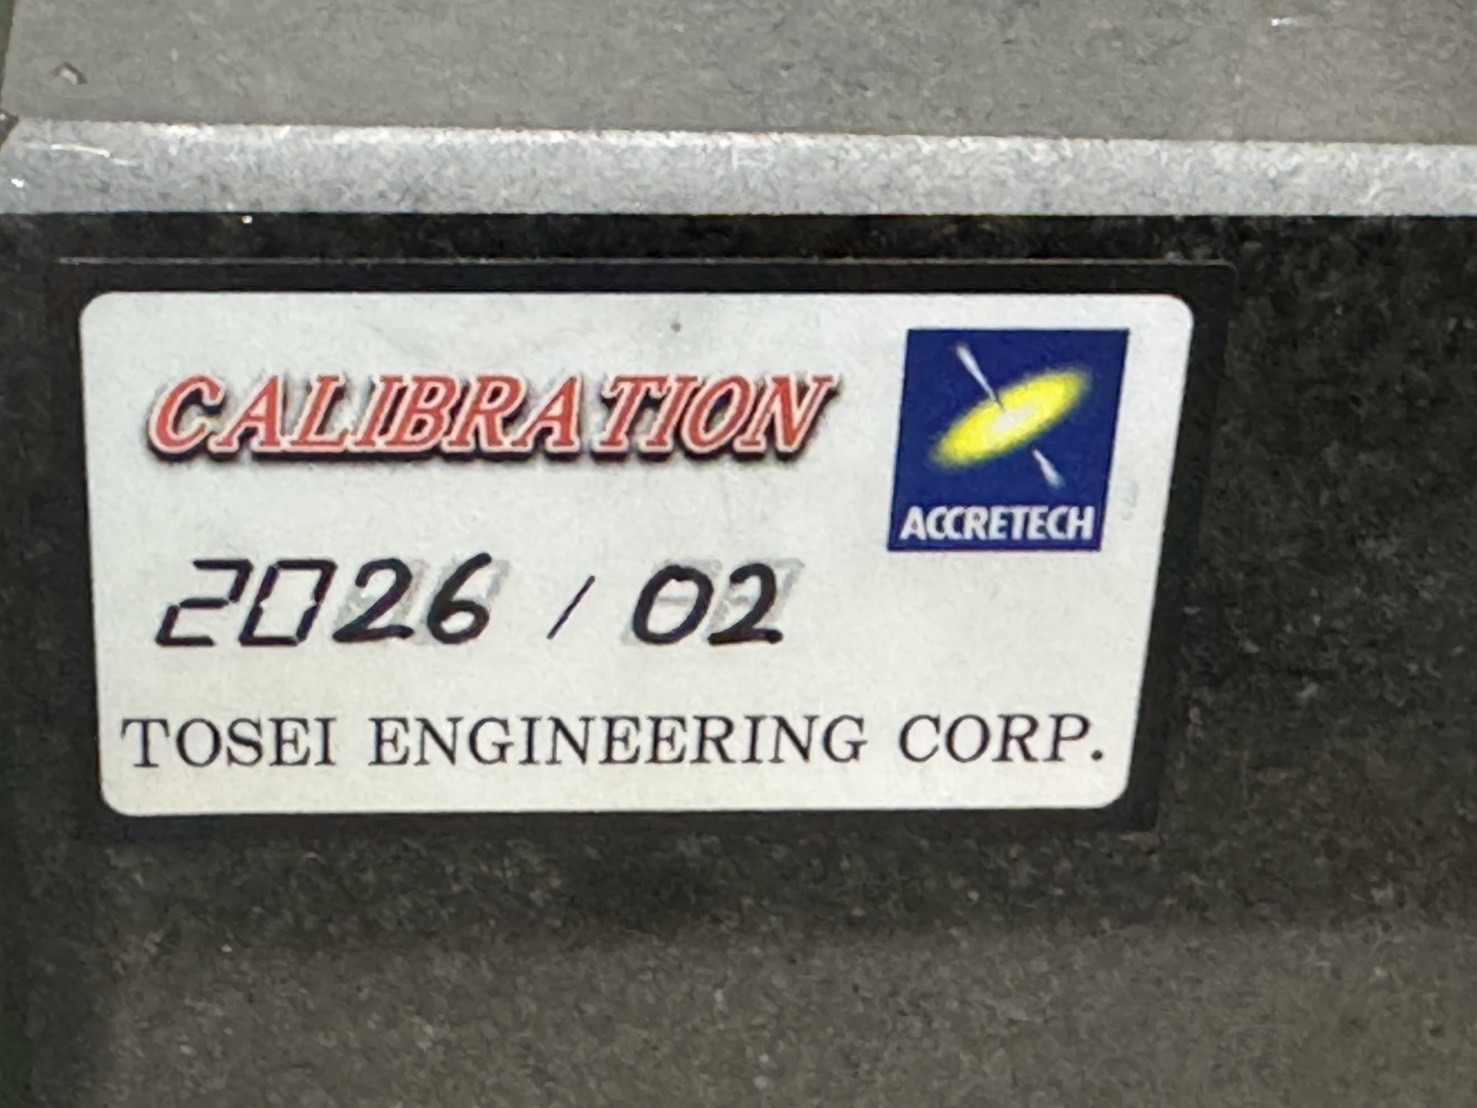 CALIBRATION
ACCRETECH
2026 / 02
TOSEI ENGINEERING CORP.